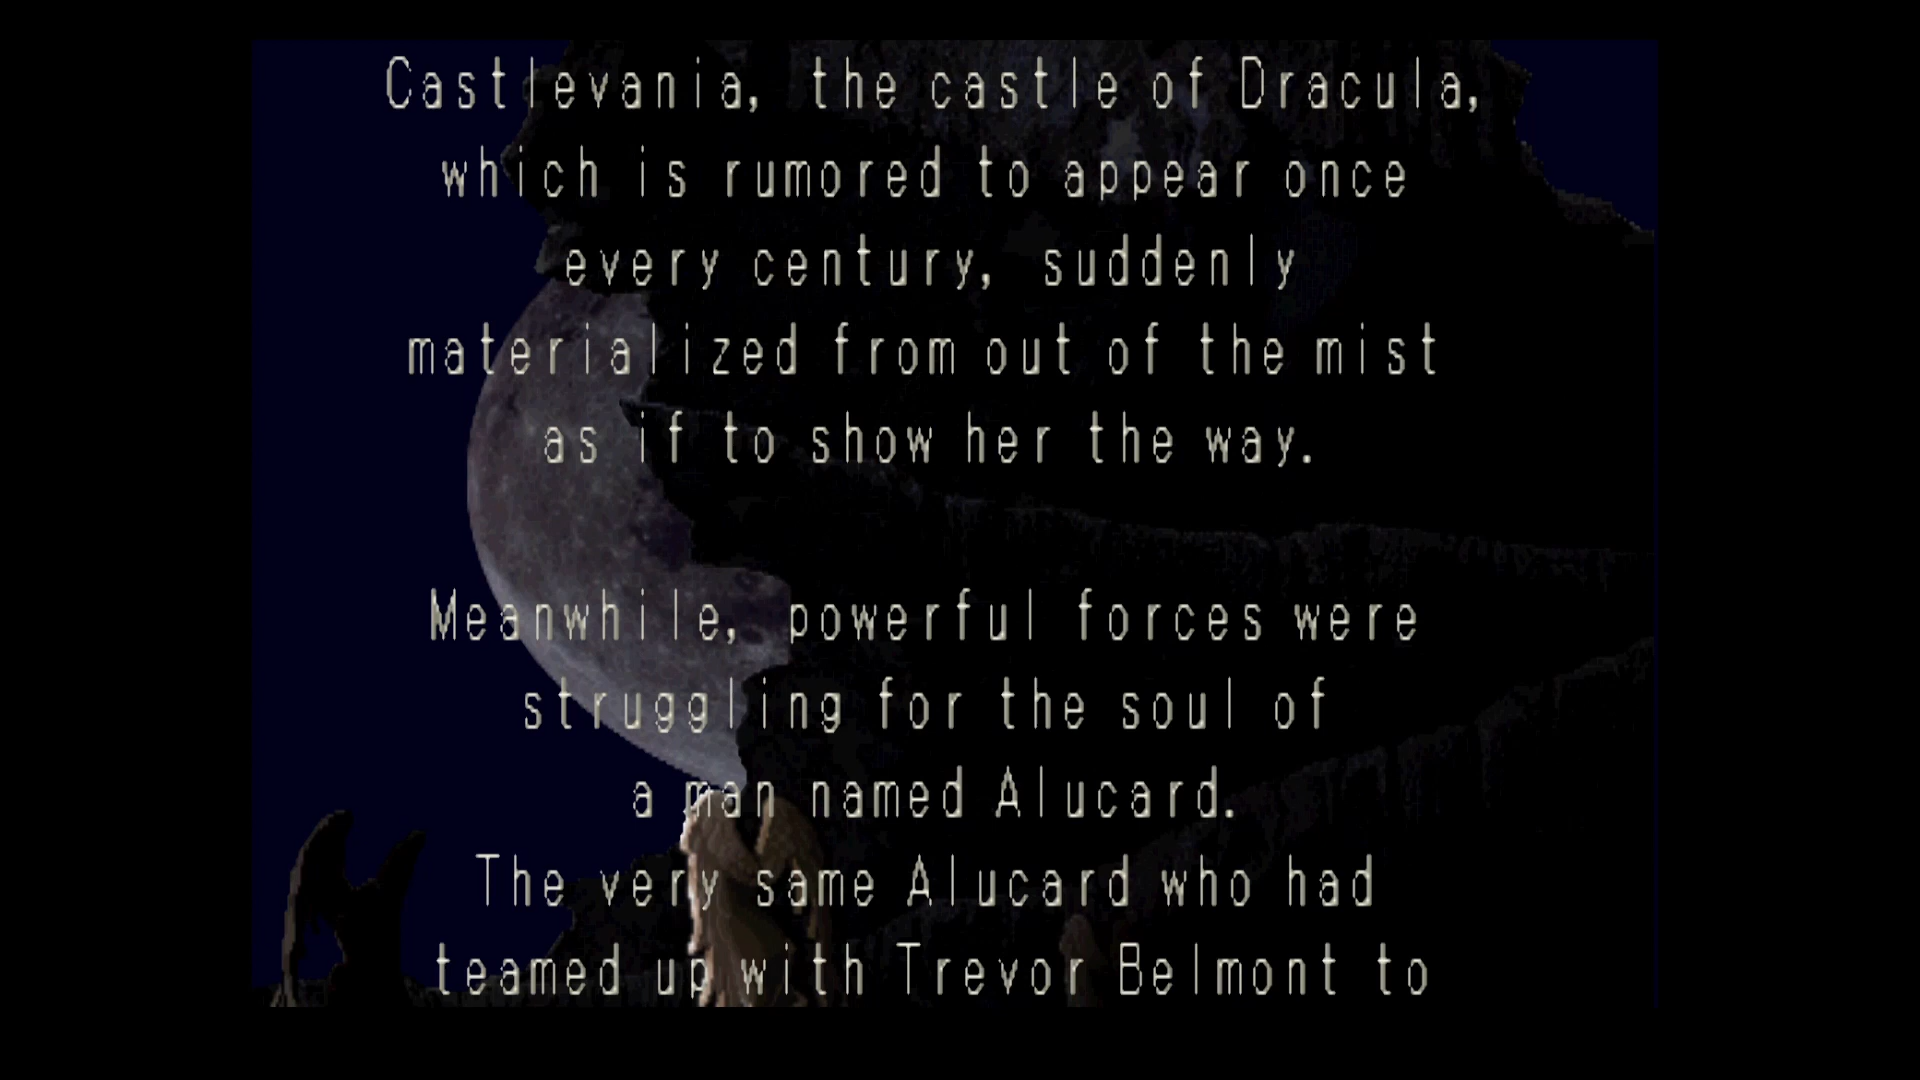 Castlevania, the castle of Dracula,
which is rumored to appear once
every century, suddenly
materialized from out of the mist
as if to show her the way.
Meanwhile, powerful forces were
struggling for the soul of
a man named Alucard.
The very same Alucard who had
teamed up with Trevor Belmont to